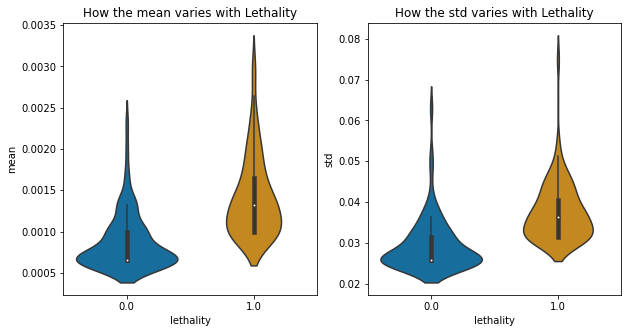 How the mean varies with Lethality
mean
0.0035
0.0030
0.0025
0.0020
0.0015
0.0010
0.0005
0.0 1.0
lethality
How the std varies with Lethality
std
0.08
0.07
0.06
0.05
0.04
0.03
0.02
0.0 1.0
lethality